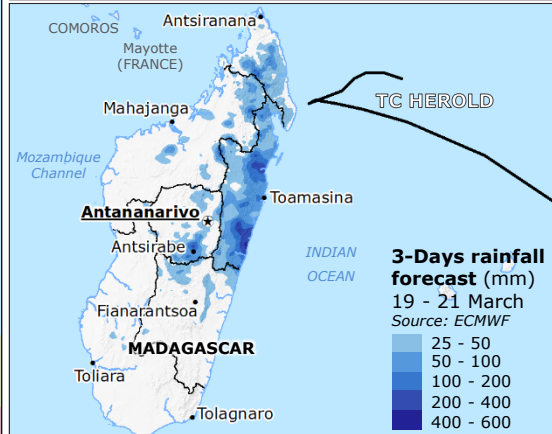 Antsiranana
COMOROS
Mayotte
(FRANCE)
TC HEROLD
Mahajanga
Mozambique
Channel
Toamasina
Antananarivo
Antsirabe
INDIAN
OCEAN
3-Days rainfall
forecast (mm)
19 - 21 March
Source: ECMWF
25 - 50
50 - 100
100 - 200
200 - 400
400 - 600
Fianarantsoa
MADAGASCAR
Toliara
Tolagnaro